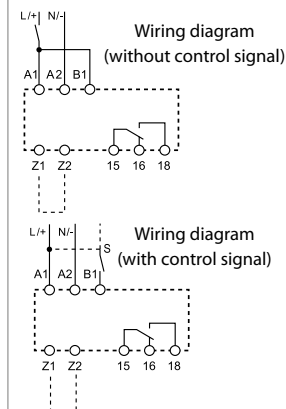 L/+ N/-
Wiring diagram
(without control signal)
A1 A2 B1
Z1 Z2 15 16 18
L/+ N/-
Wiring diagram
(with control signal)
S
A1 A2 B1
Z1 Z2 15 16 18